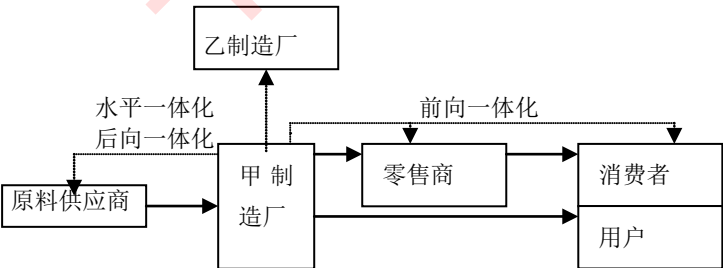 乙制造厂
水平一体化
前向一体化
后向一体化
甲 制
造厂
零售商
消费者
原料供应商
用户